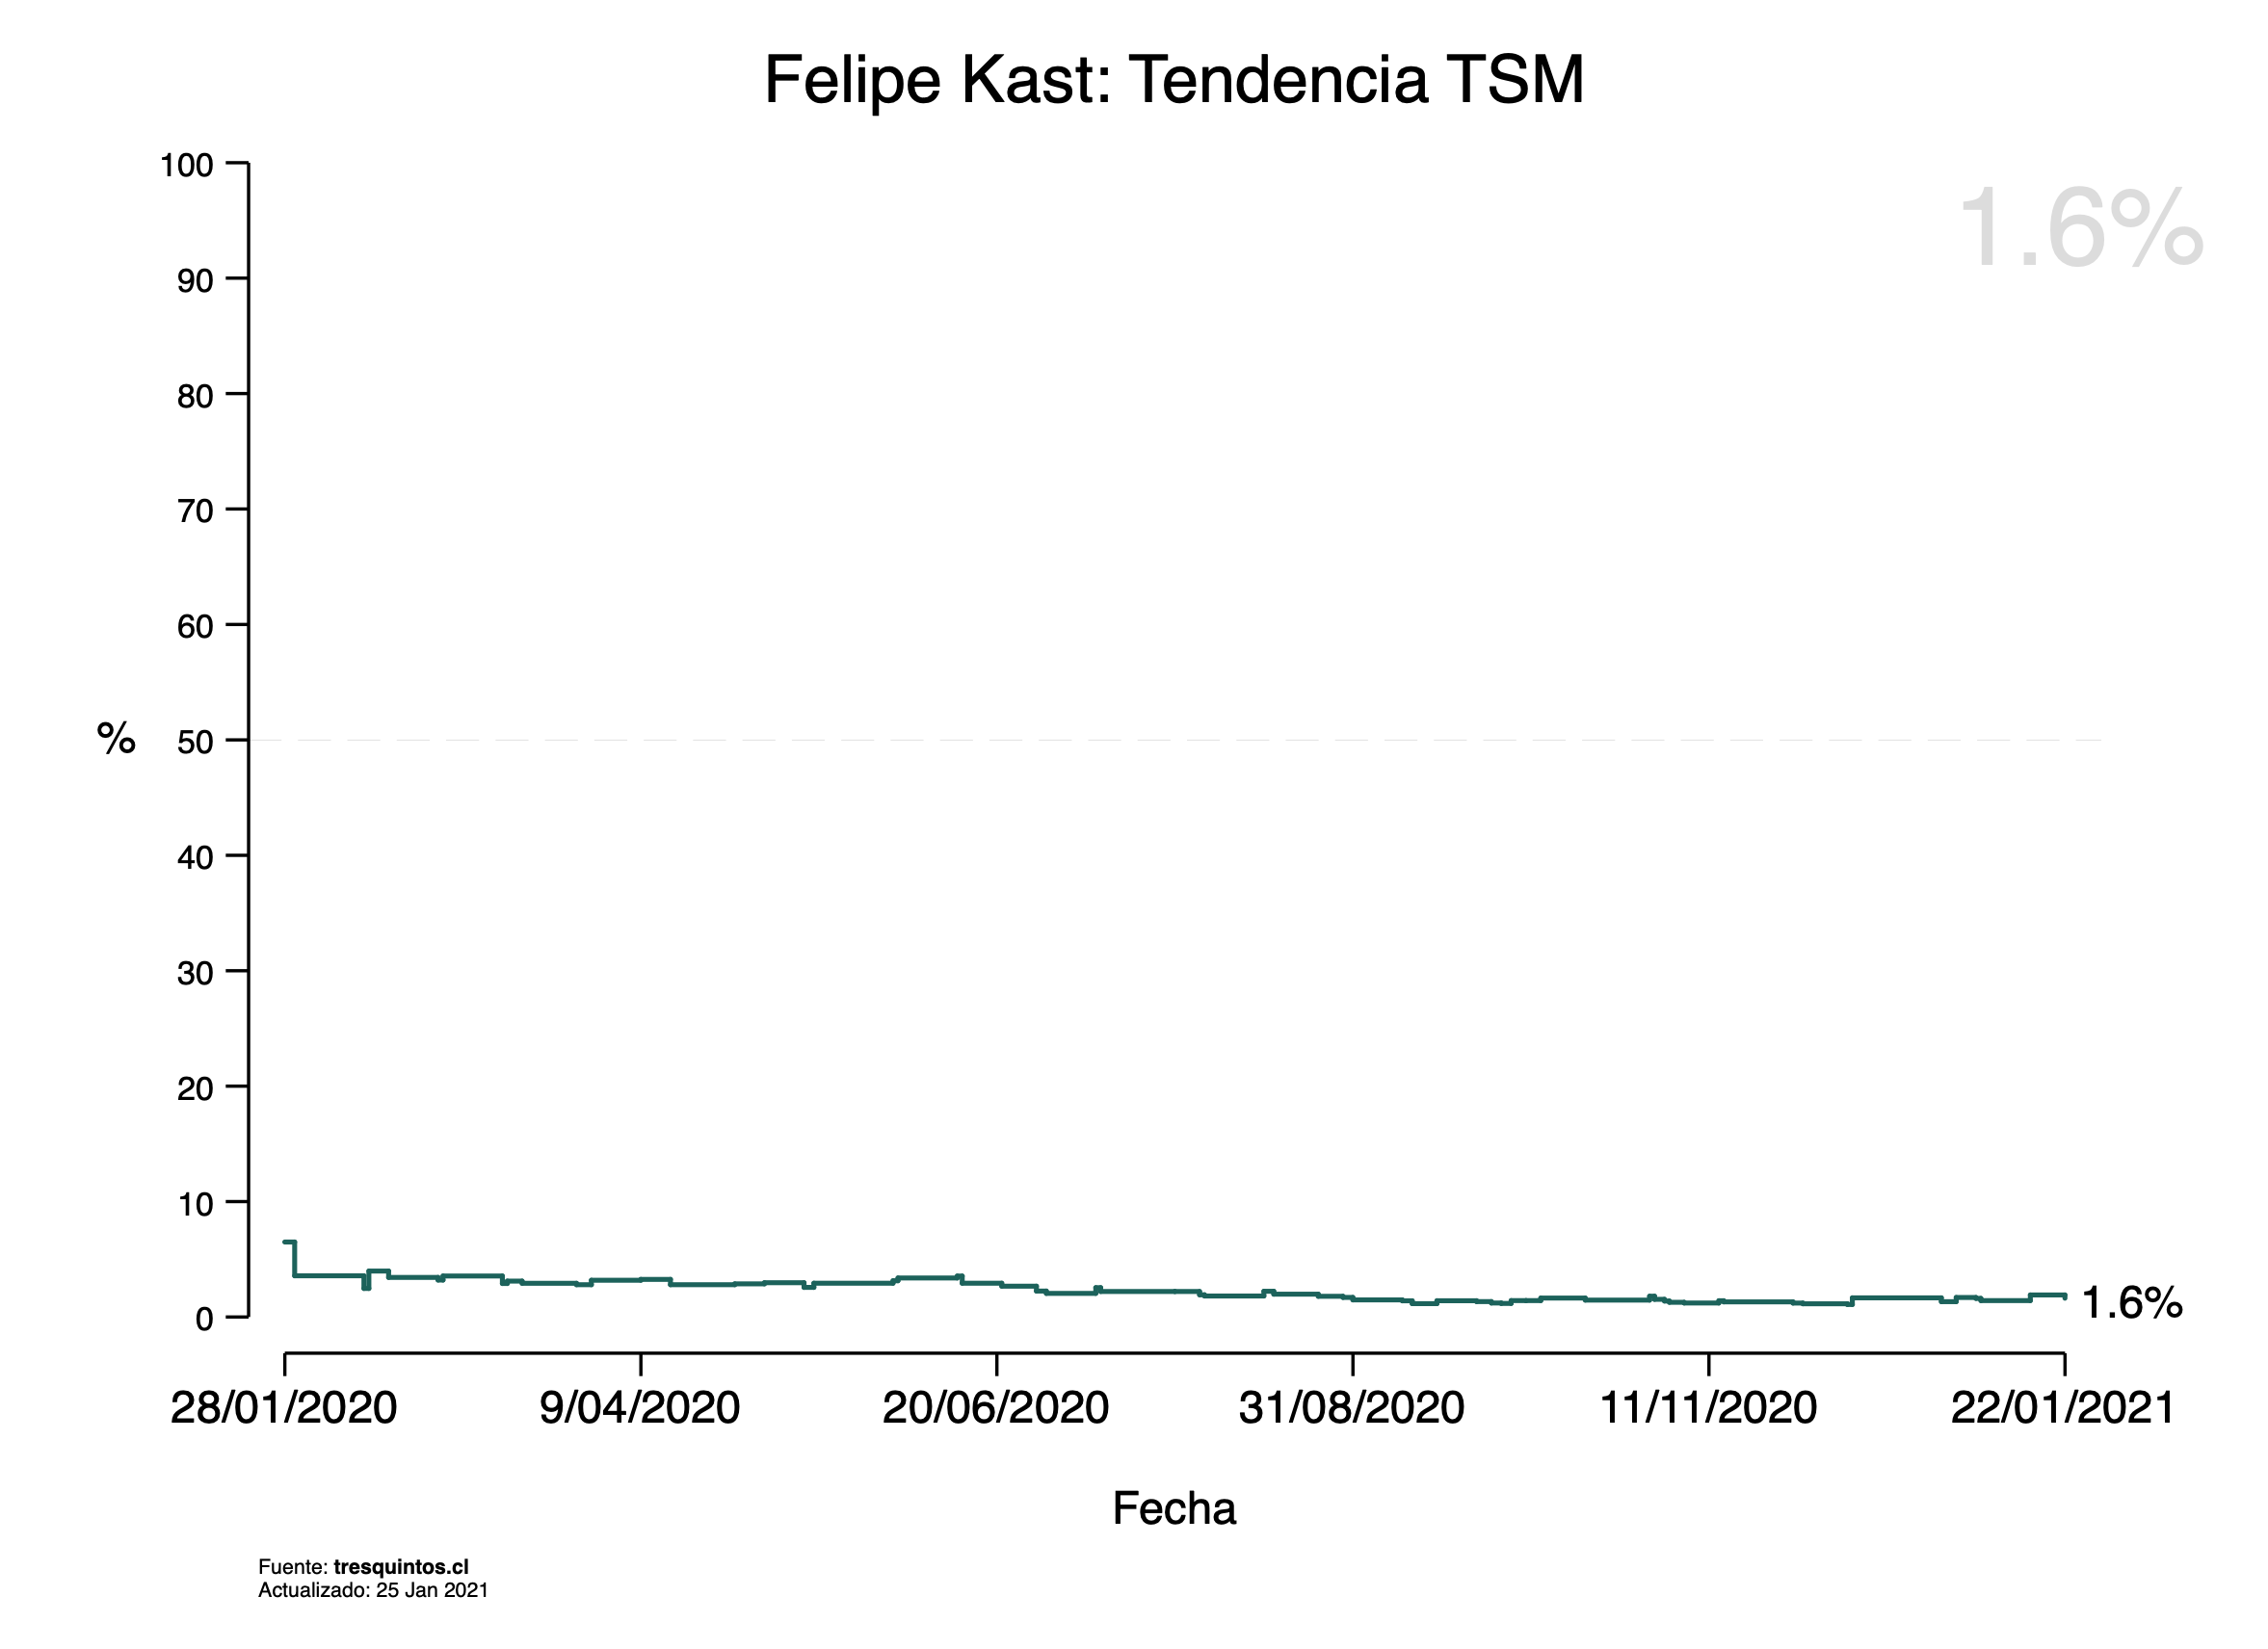 Felipe Kast: Tendencia TSM
1.6%
100
90
80
70
60
% 50
40
30
20
10
0
1.6%
28/01/2020 9/04/2020 20/06/2020 31/08/2020 11/11/2020 22/01/2021
Fecha
Fuente: tresquintos.cl
Actualizado: 25 Jan 2021